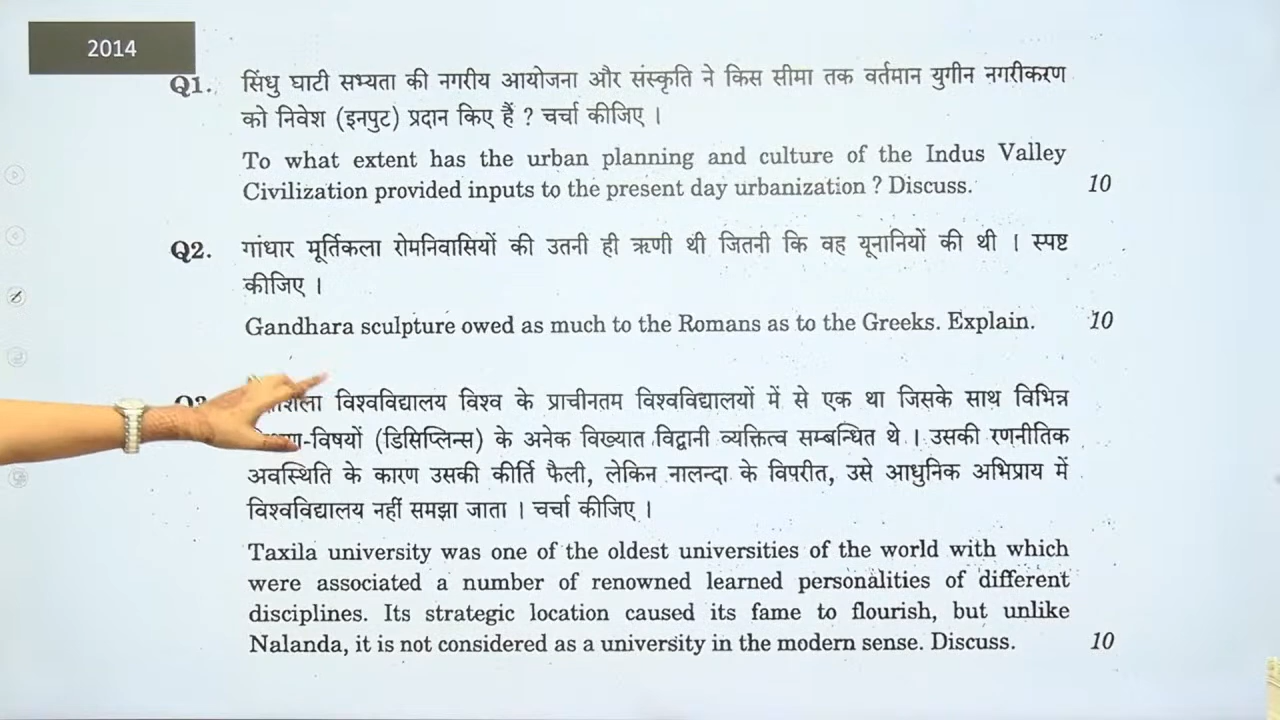 2014
Q1. सिंधु घाटी सभ्यता की नगरीय आयोजना और संस्कृति ने किस सीमा तक वर्तमान युगीन नगरीकरण
को निवेश (इनपुट) प्रदान किए हैं ? चर्चा कीजिए ।
To what extent has the urban planning and culture of the Indus Valley
Civilization provided inputs to the present day urbanization ? Discuss. 10
Q2. गांधार मूर्तिकला रोमनिवासियों की उतनी ही ऋणी थी जितनी कि वह यूनानियों की थी । स्पष्ट
कीजिए ।
Gandhara sculpture owed as much to the Romans as to the Greeks. Explain. 10
विश्वविद्यालय विश्व के प्राचीनतम विश्वविद्यालयों में से एक था जिसके साथ विभिन्न
-विषयों (डिसिप्लिन्स) के अनेक विख्यात विद्वानी व्यक्तित्व सम्बन्धित थे । उसकी रणनीतिक
अवस्थिति के कारण उसकी कीर्ति फैली, लेकिन नालन्दा के विपरीत, उसे आधुनिक अभिप्राय में
विश्वविद्यालय नहीं समझा जाता । चर्चा कीजिए ।
Taxila university was one of the oldest universities of the world with which
were associated a number of renowned learned personalities of different
disciplines. Its strategic location caused its fame to flourish, but unlike
Nalanda, it is not considered as a university in the modern sense. Discuss. 10